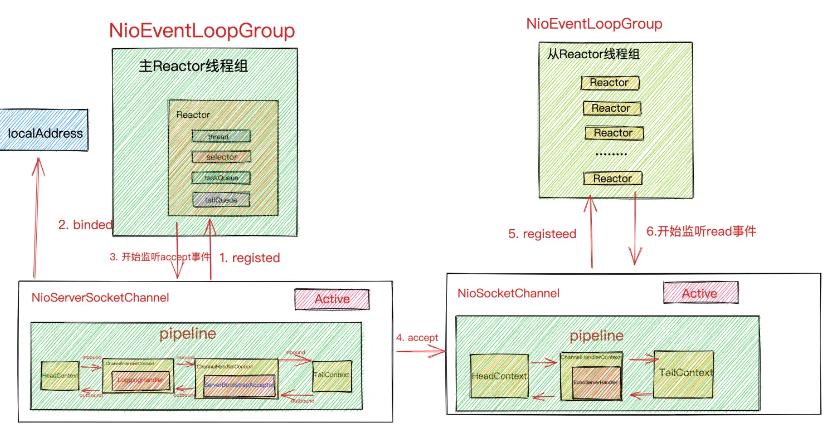 NioEventLoopGroup
主Reactor线程组
Reactor
thread
selector
taskQueue
tailQueue
localAddress
2. binded
3. 开始监听accept事件
1. registed
NioServerSocketChannel
Active
pipeline
inbound
inbound
inbound
HeadContext
ChannelHandlerContext
LoggingHandler
ChannelHandlerContext
ServerBootstrapAcceptor
TailContext
outbound
outbound
outbound
4. accept
NioEventLoopGroup
从Reactor线程组
Reactor
Reactor
Reactor
........
Reactor
5. registeed
6.开始监听read事件
NioSocketChannel
Active
pipeline
HeadContext
ChannelHandlerContext
EchoServerHandler
TailContext